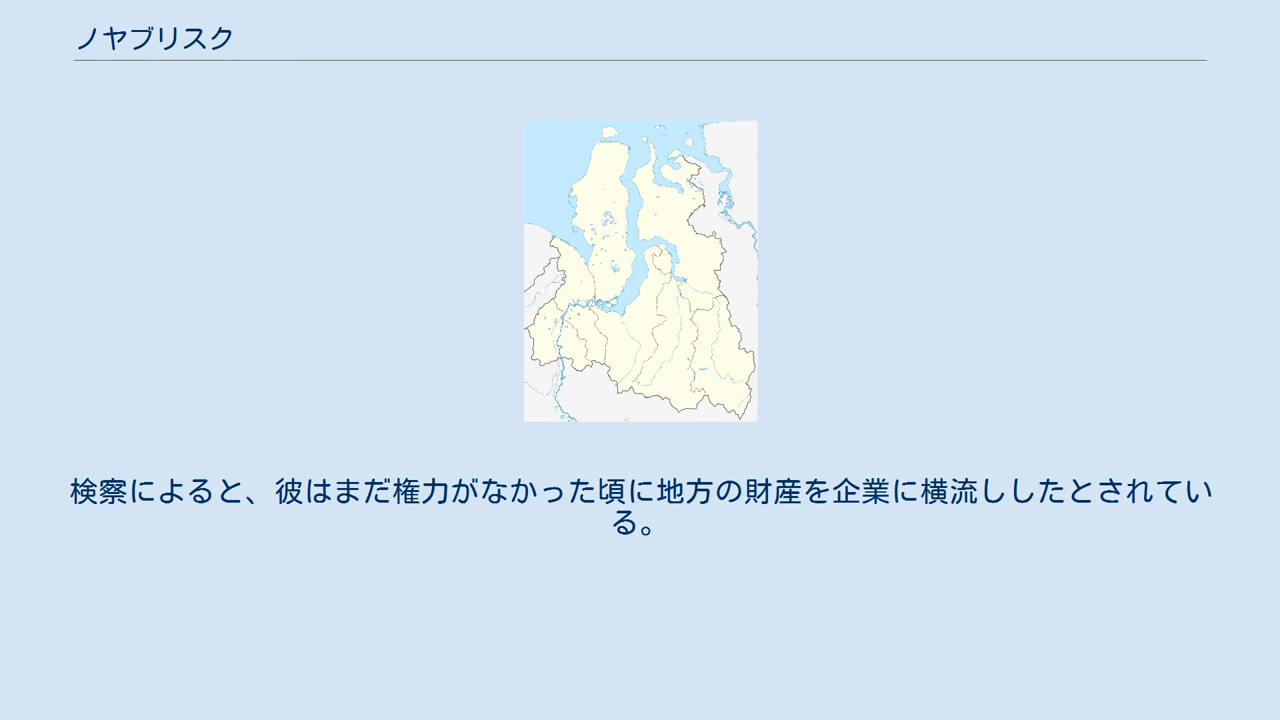 ノヤブリスク
検察によると、彼はまだ権力がなかった頃に地方の財産を企業に横流ししたとされてい
る。